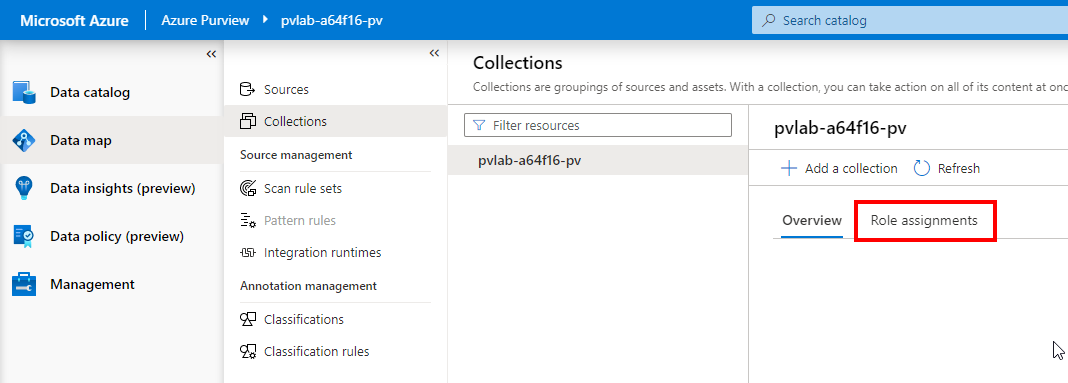 Microsoft Azure
Azure Purview
pvlab-a64f16-pv
Search catalog
Data catalog
Data map
Data insights (preview)
Data policy (preview)
Management
Sources
Collections
Source management
Scan rule sets
Pattern rules
Integration runtimes
Annotation management
Classifications
Classification rules
Collections
Collections are groupings of sources and assets. With a collection, you can take action on all of its content at onc
Filter resources
pvlab-a64f16-pv
pvlab-a64f16-pv
Add a collection
Refresh
Overview
Role assignments